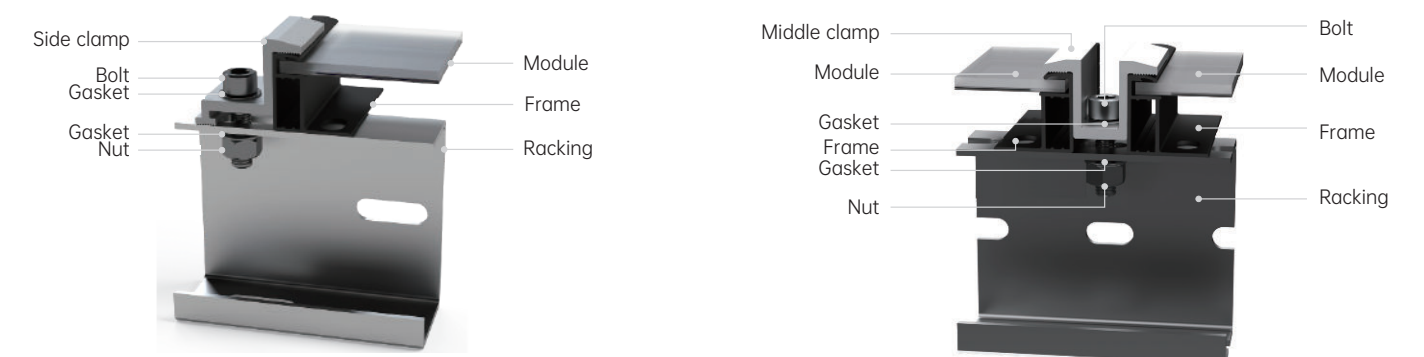 Side clamp
Bolt
Gasket
Gasket
Nut
Module
Frame
Racking
Middle clamp
Module
Gasket
Frame
Gasket
Nut
Bolt
Module
Frame
Racking